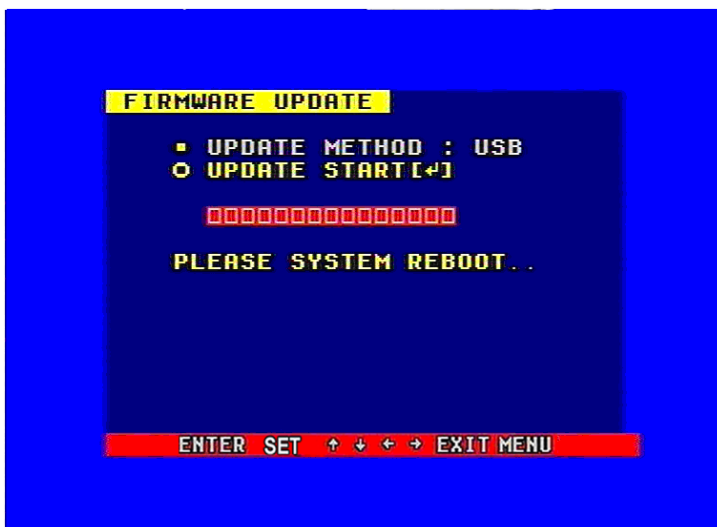 FIRMWARE UPDATE
UPDATE METHOD : USB
UPDATE START[↵]
PLEASE SYSTEM REBOOT..
ENTER SET ↑ ↓ ← → EXIT MENU